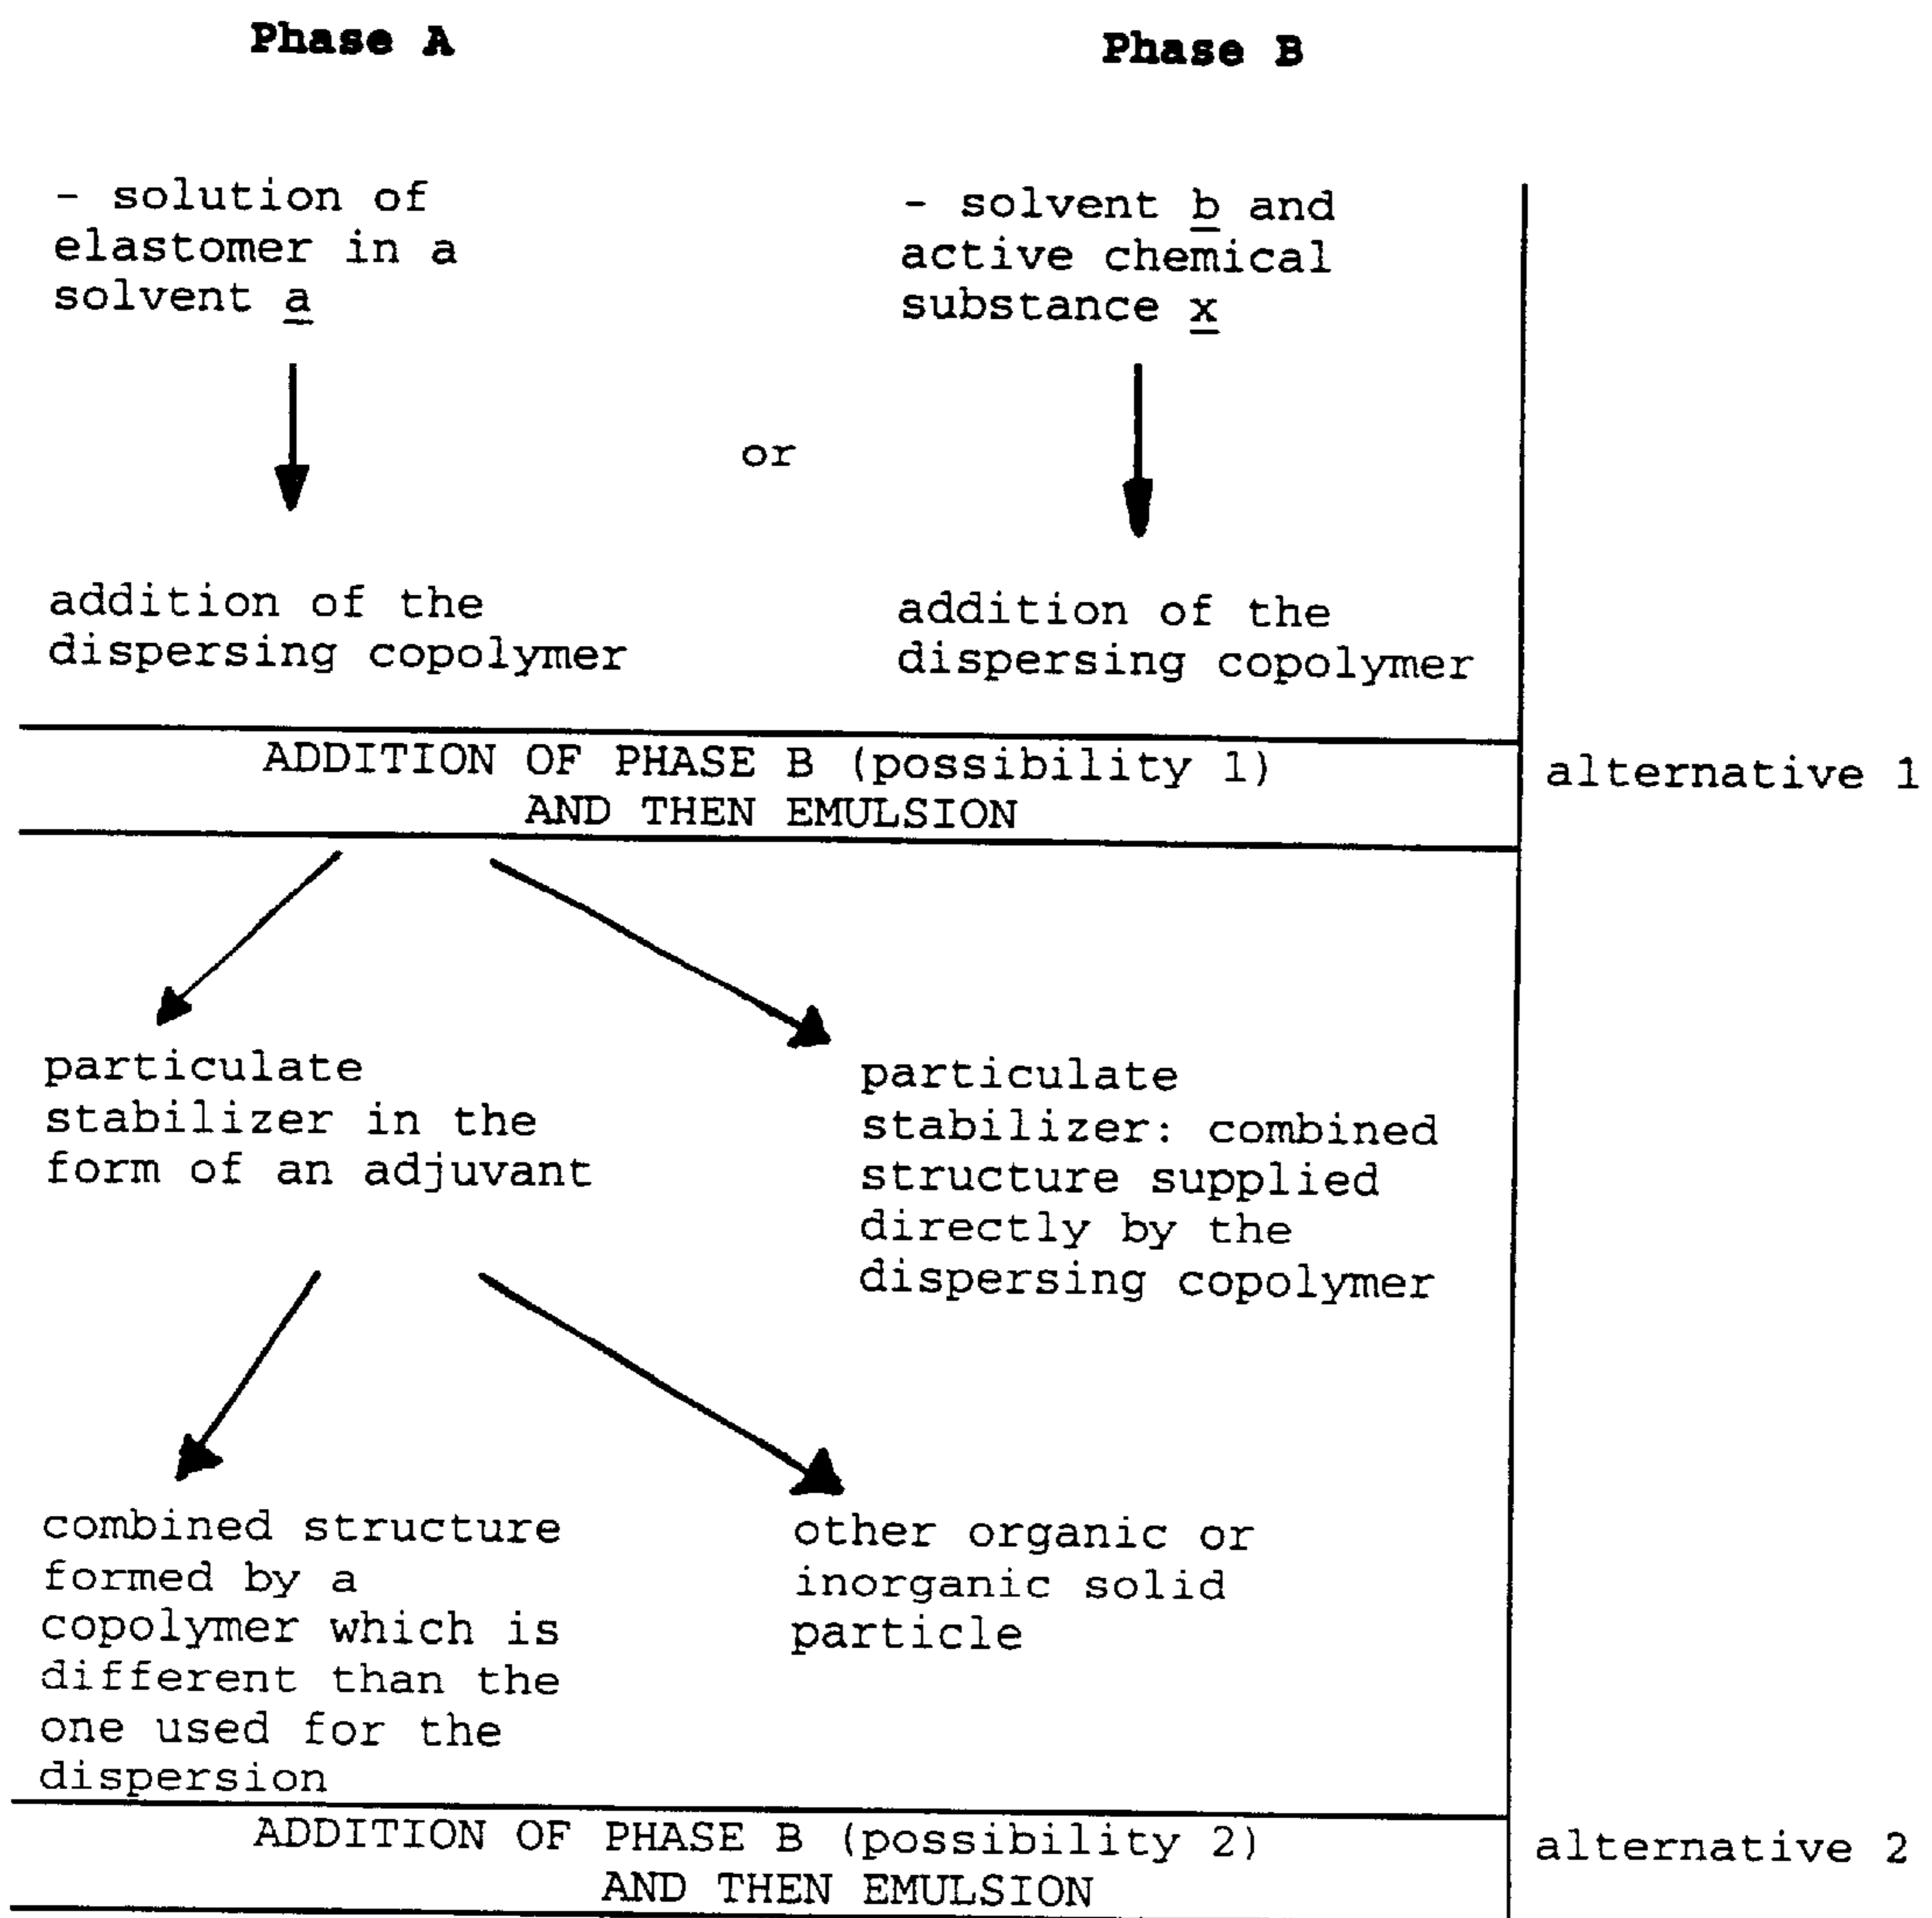 Phase A
Phase B
- solution of
elastomer in a
solvent a
- solvent b and
active chemical
substance x
or
addition of the
dispersing copolymer
addition of the
dispersing copolymer
ADDITION OF PHASE B (possibility 1)
AND THEN EMULSION
alternative 1
particulate
stabilizer in the
form of an adjuvant
particulate
stabilizer: combined
structure supplied
directly by the
dispersing copolymer
combined structure
formed by a
copolymer which is
different than the
one used for the
dispersion
other organic or
inorganic solid
particle
ADDITION OF PHASE B (possibility 2)
AND THEN EMULSION
alternative 2